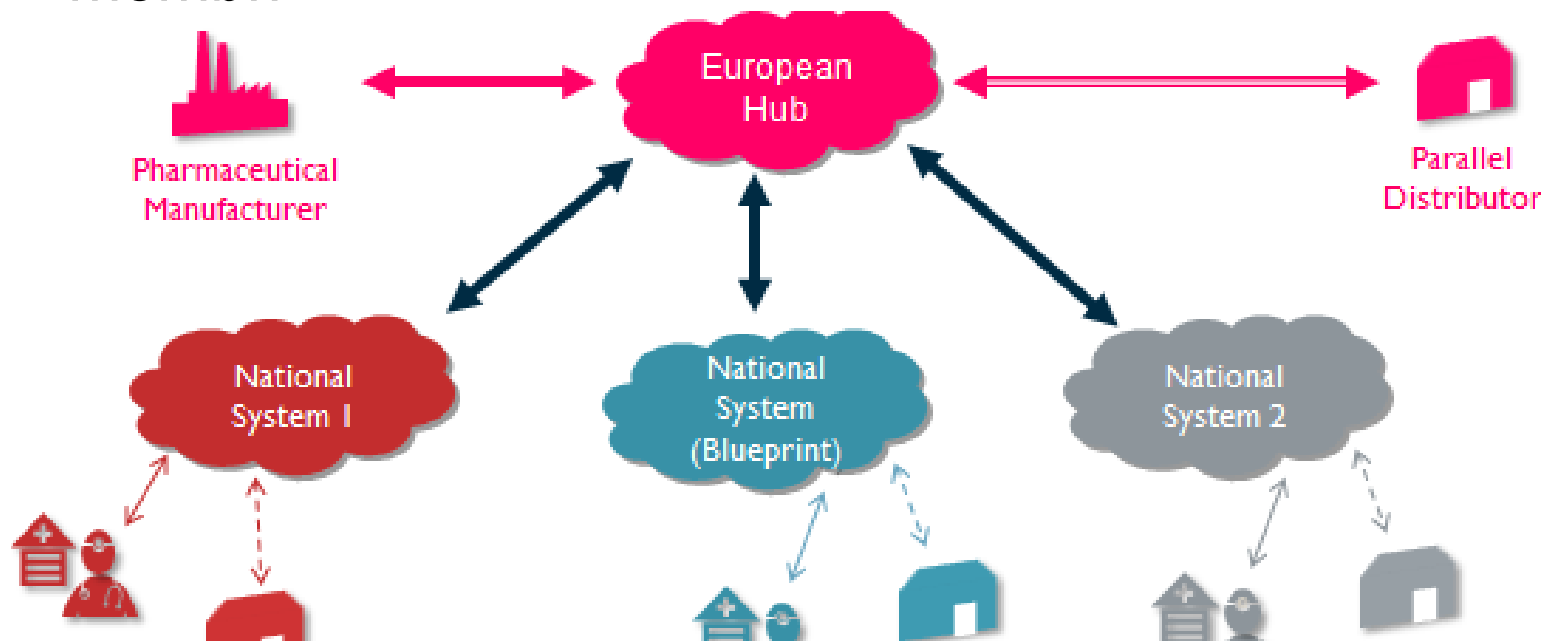 European
Hub
Pharmaceutical
Manufacturer
Parallel
Distributor
National
System 1
National
System
(Blueprint)
National
System 2